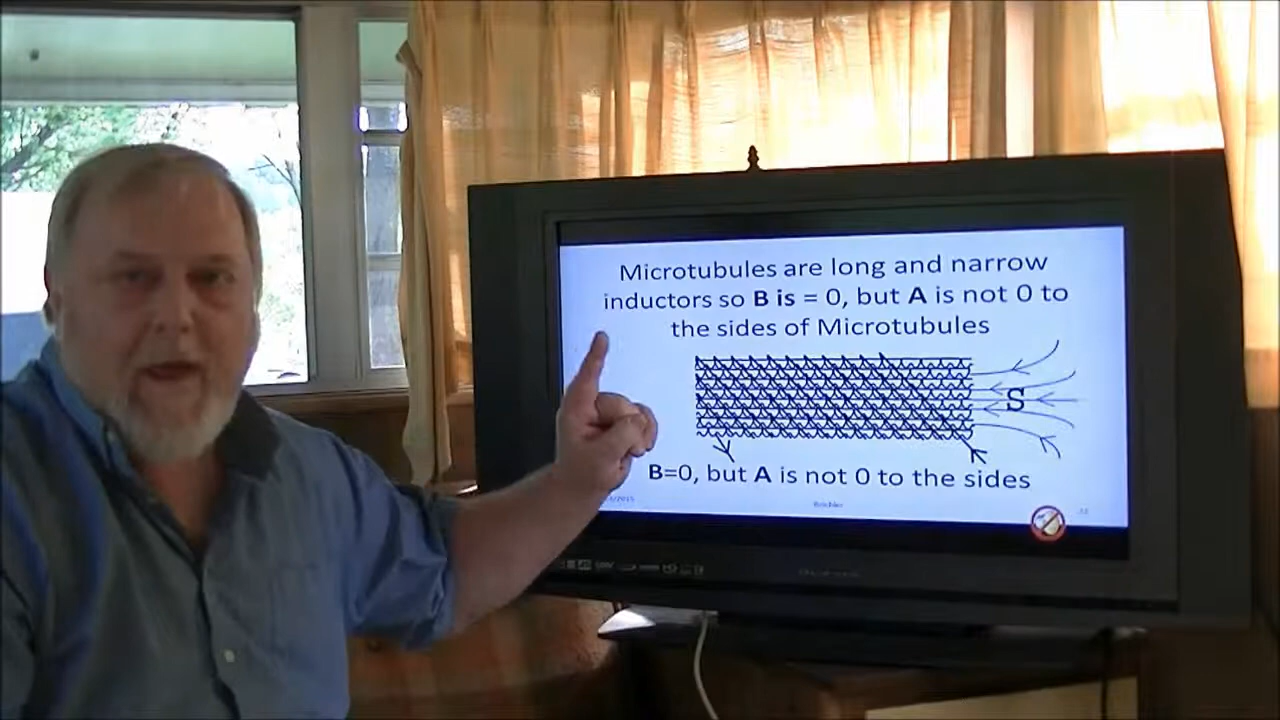 Microtubules are long and narrow
inductors so B is = 0, but A is not 0 to
the sides of Microtubules
S
B=0, but A is not 0 to the sides